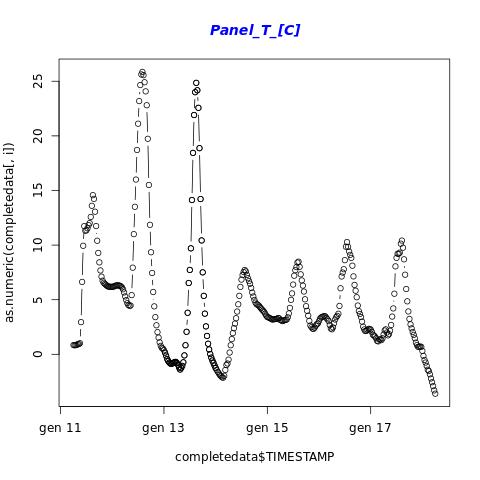 Panel_T_[C]
as.numeric(completedata[, i])
25
20
15
10
5
0
gen 11
gen 13
gen 15
gen 17
completedata$TIMESTAMP